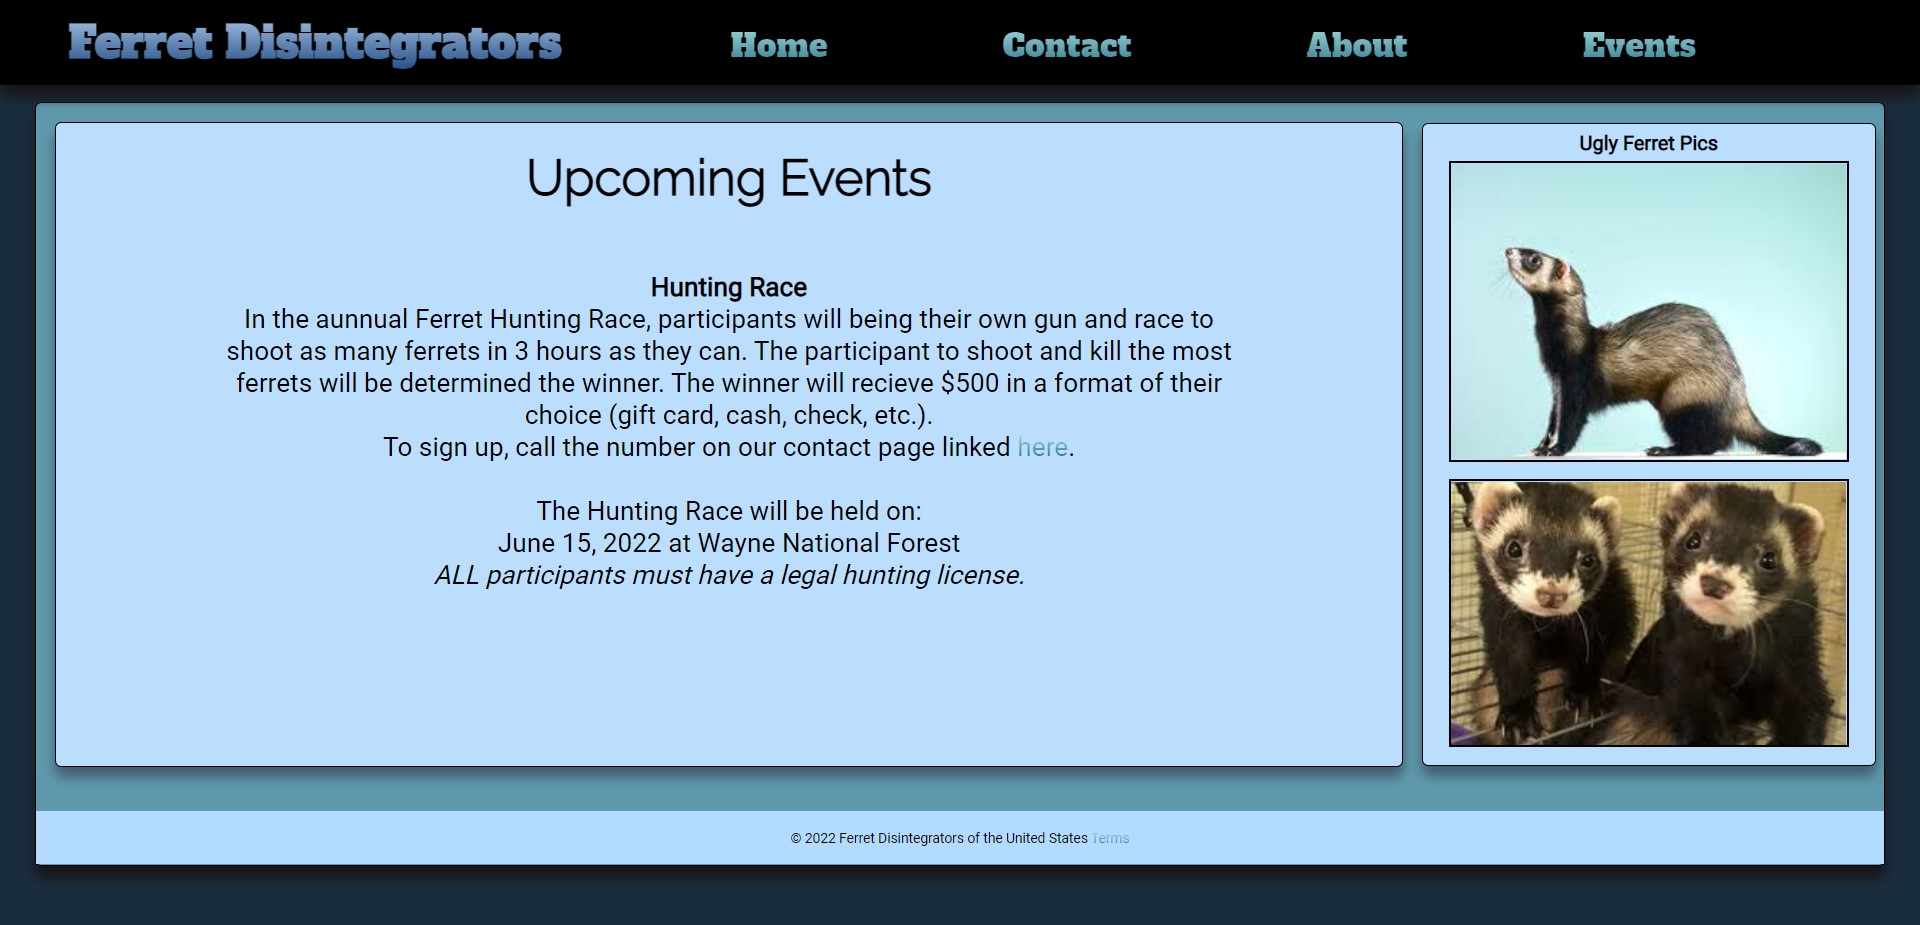 Ferret Disintegrators
Home
Contact
About
Events
Upcoming Events
Hunting Race
In the aunnual Ferret Hunting Race, participants will being their own gun and race to
shoot as many ferrets in 3 hours as they can. The participant to shoot and kill the most
ferrets will be determined the winner. The winner will recieve $500 in a format of their
choice (gift card, cash, check, etc.).
To sign up, call the number on our contact page linked here.
The Hunting Race will be held on:
June 15, 2022 at Wayne National Forest
ALL participants must have a legal hunting license.
Ugly Ferret Pics
© 2022 Ferret Disintegrators of the United States Terms